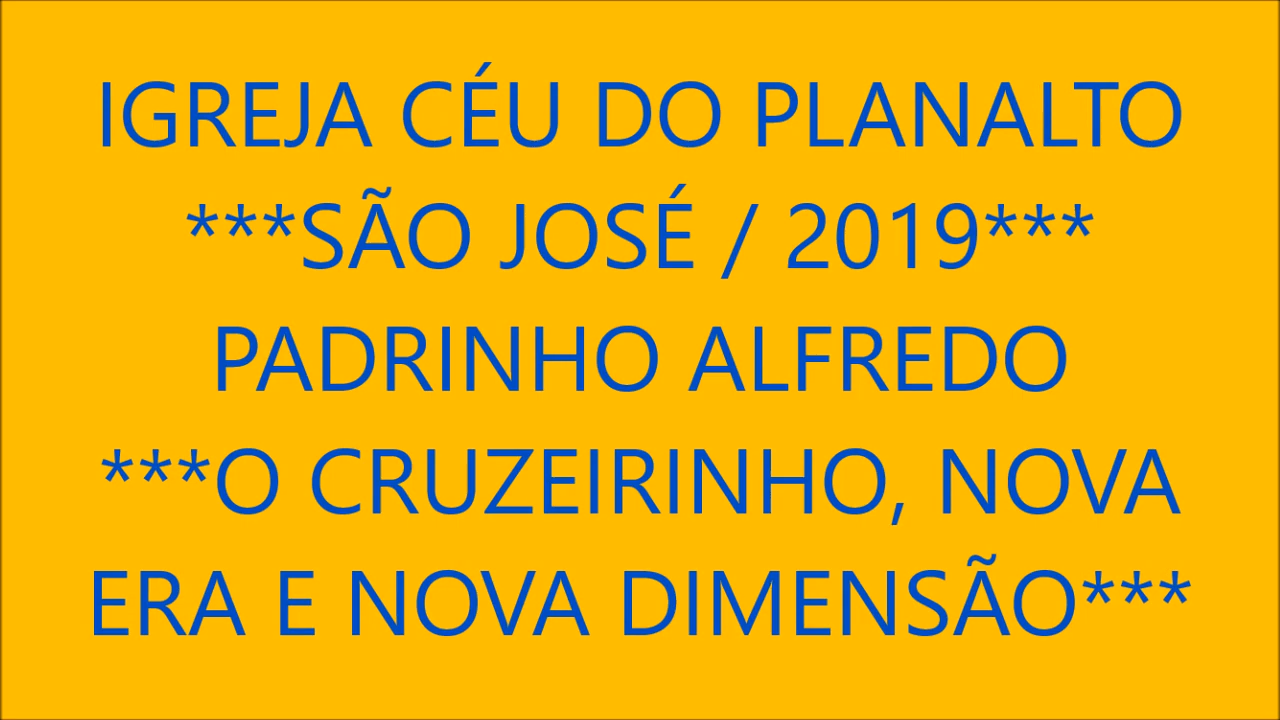 IGREJA CÉU DO PLANALTO
***SÃO JOSÉ / 2019***
PADRINHO ALFREDO
***O CRUZEIRINHO, NOVA
ERA E NOVA DIMENSÃO***